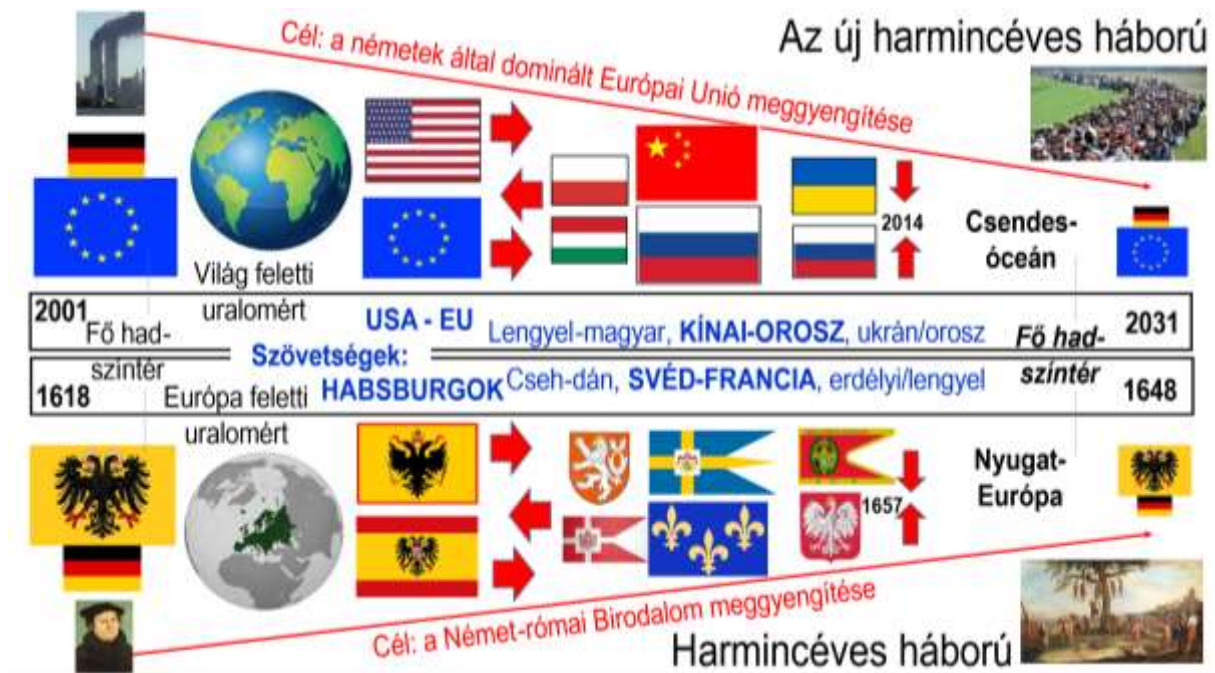 Az új harmincéves háború
Cél: a németek által dominált Európai Unió meggyengítése
2014
Csendes-
óceán
Világ feletti
uralomért
2001
Fő had-
színtér
USA - EU
Lengyel-magyar, KÍNAI-OROSZ, ukrán/orosz
Fő had-
színtér
2031
Szövetségek:
1618
Európa feletti
uralomért
HABSBURGOK
Cseh-dán, SVÉD-FRANCIA, erdélyi/lengyel
1648
Nyugat-
Európa
1657
Cél: a Német-római Birodalom meggyengítése
Harmincéves háború